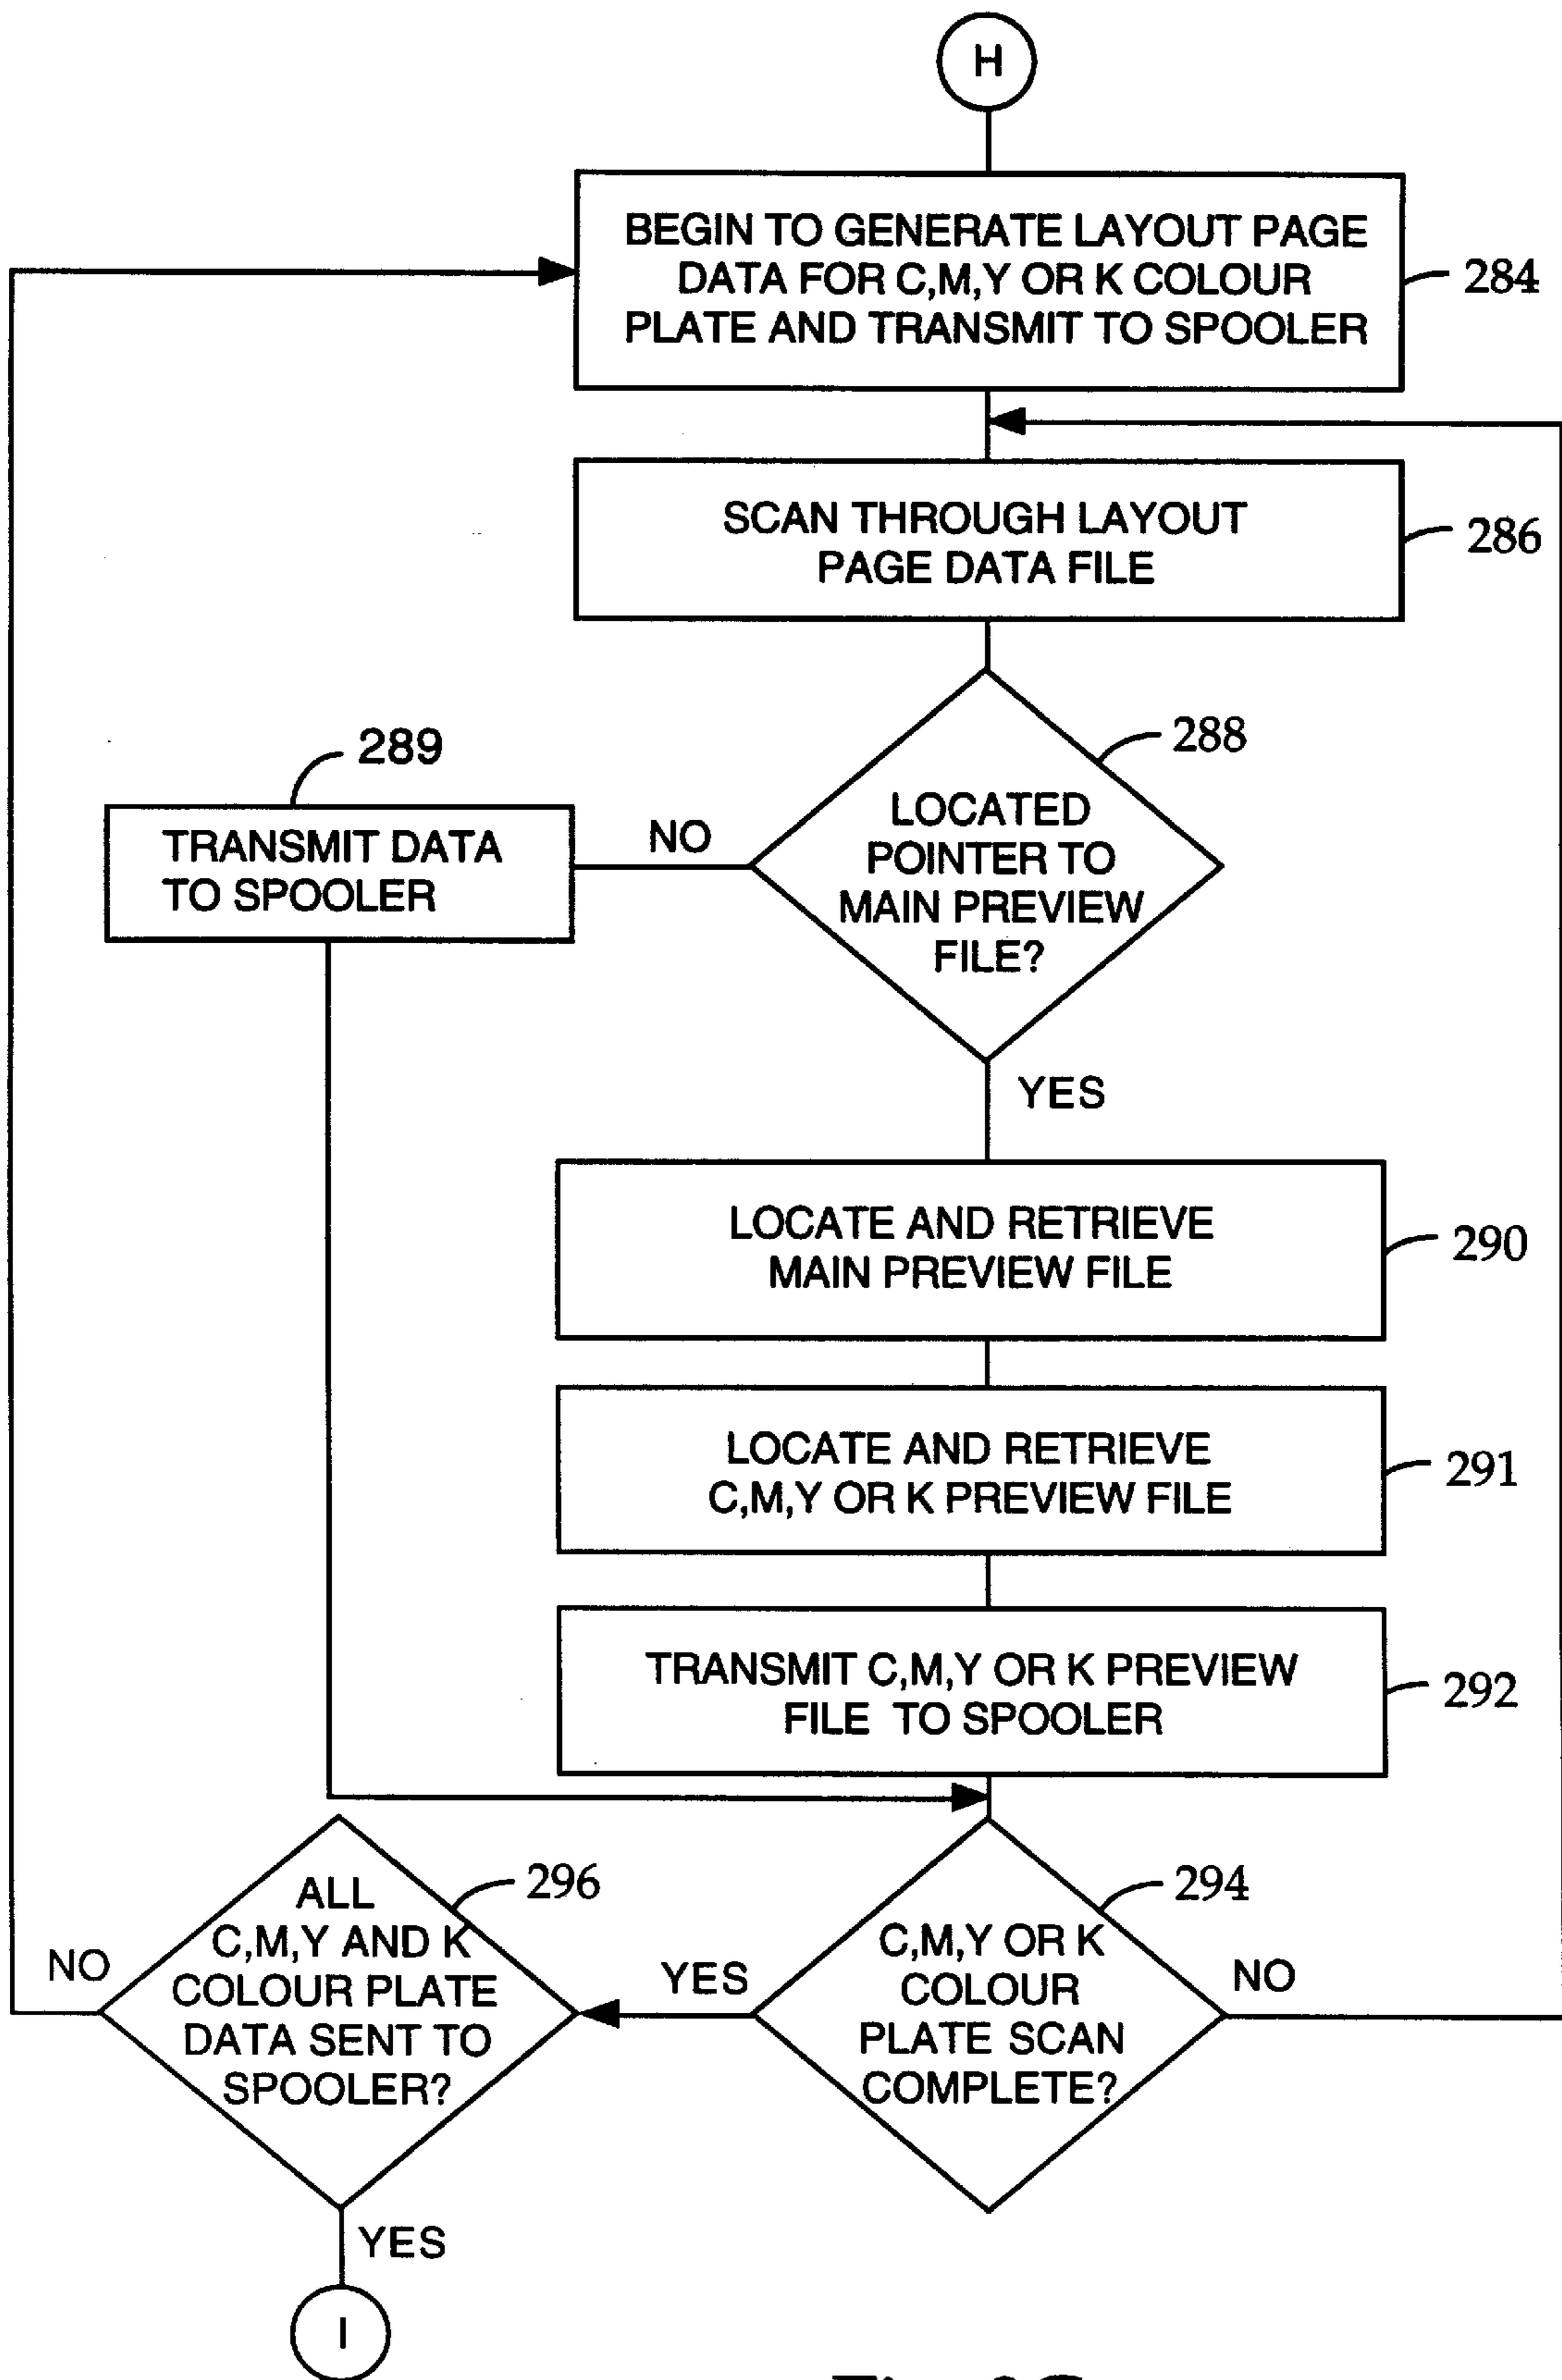 H
BEGIN TO GENERATE LAYOUT PAGE
DATA FOR C,M,Y OR K COLOUR
PLATE AND TRANSMIT TO SPOOLER
284
SCAN THROUGH LAYOUT
PAGE DATA FILE
286
288
LOCATED
POINTER TO
MAIN PREVIEW
FILE?
NO
289
TRANSMIT DATA
TO SPOOLER
YES
LOCATE AND RETRIEVE
MAIN PREVIEW FILE
290
LOCATE AND RETRIEVE
C,M,Y OR K PREVIEW FILE
291
TRANSMIT C,M,Y OR K PREVIEW
FILE TO SPOOLER
292
294
C,M,Y OR K
COLOUR
PLATE SCAN
COMPLETE?
NO
YES
296
ALL
C,M,Y AND K
COLOUR PLATE
DATA SENT TO
SPOOLER?
NO
YES
I